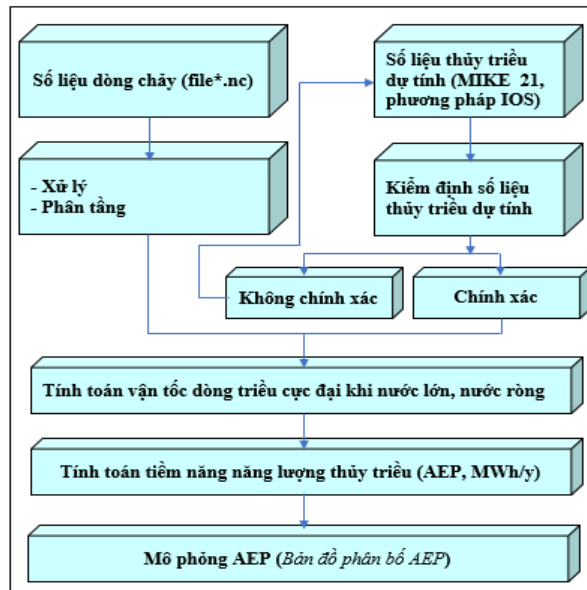 Số liệu dòng chảy (file*.nc)
- Xử lý
- Phân tầng
Số liệu thủy triều
dự tính (MIKE 21,
phương pháp IOS)
Kiểm định số liệu
thủy triều dự tính
Không chính xác
Chính xác
Tính toán vận tốc dòng triều cực đại khi nước lớn, nước ròng
Tính toán tiềm năng năng lượng thủy triều (AEP, MWh/y)
Mô phỏng AEP (Bản đồ phân bố AEP)